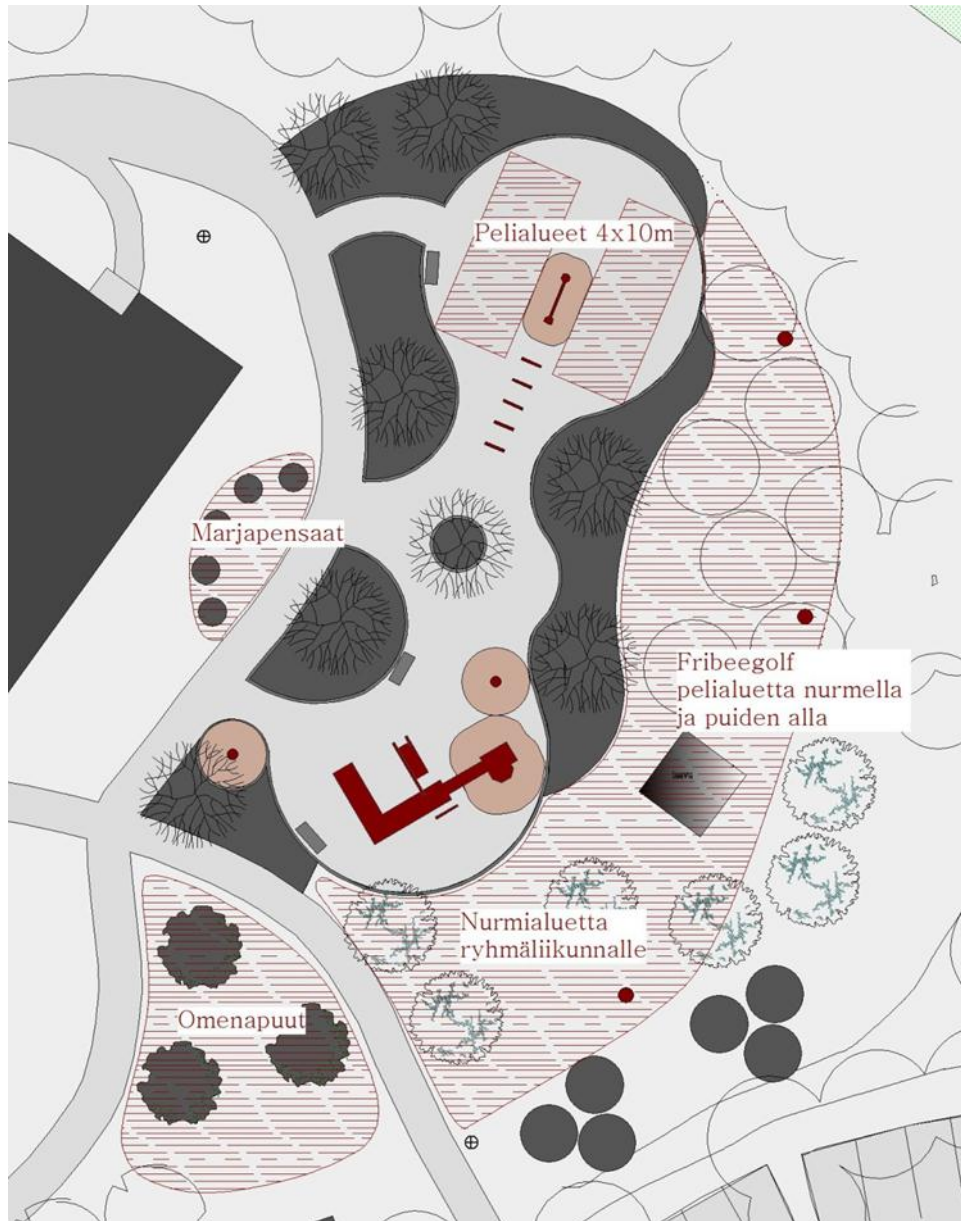 Pelialueet 4x10m
Marjapensaat
Fribeegolf
pelialuetta nurmella
ja puiden alla
Nurmialuetta
ryhmäliikunnalle
Omenapuut